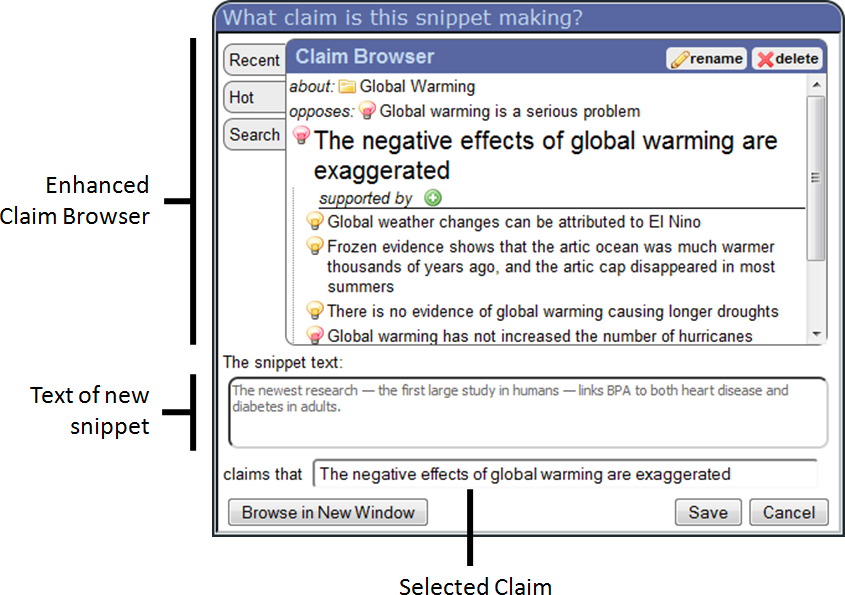 What claim is this snippet making?
Recent
Claim Browser
rename
delete
about: Global Warming
Hot
opposes: Global warming is a serious problem
Search
The negative effects of global warming are
exaggerated
supported by
Enhanced
Claim Browser
Global weather changes can be attributed to El Nino
Frozen evidence shows that the artic ocean was much warmer
thousands of years ago, and the artic cap disappeared in most
summers
There is no evidence of global warming causing longer droughts
Global warming has not increased the number of hurricanes
The snippet text:
Text of new
snippet
The newest research — the first large study in humans — links BPA to both heart disease and
diabetes in adults.
claims that The negative effects of global warming are exaggerated
Browse in New Window
Save
Cancel
Selected Claim